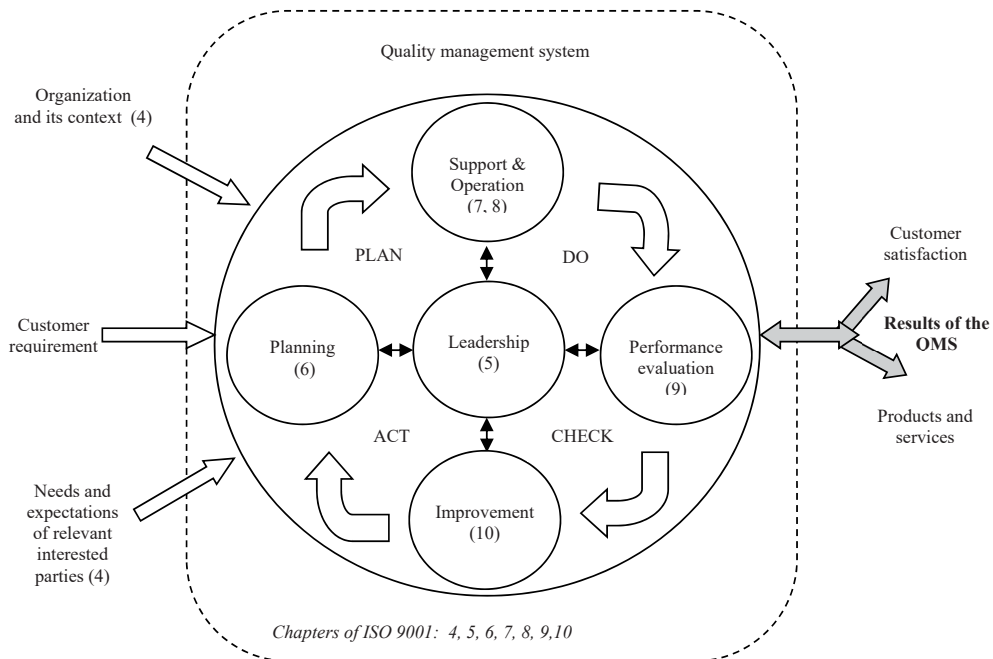 Quality management system
Organization
and its context (4)
Support &
Operation
(7, 8)
PLAN
DO
Customer
satisfaction
Customer
requirement
Planning
(6)
Leadership
(5)
Performance
evaluation
(9)
Results of the
OMS
ACT
CHECK
Products and
services
Needs and
expectations
of relevant
interested
parties (4)
Improvement
(10)
Chapters of ISO 9001: 4, 5, 6, 7, 8, 9,10